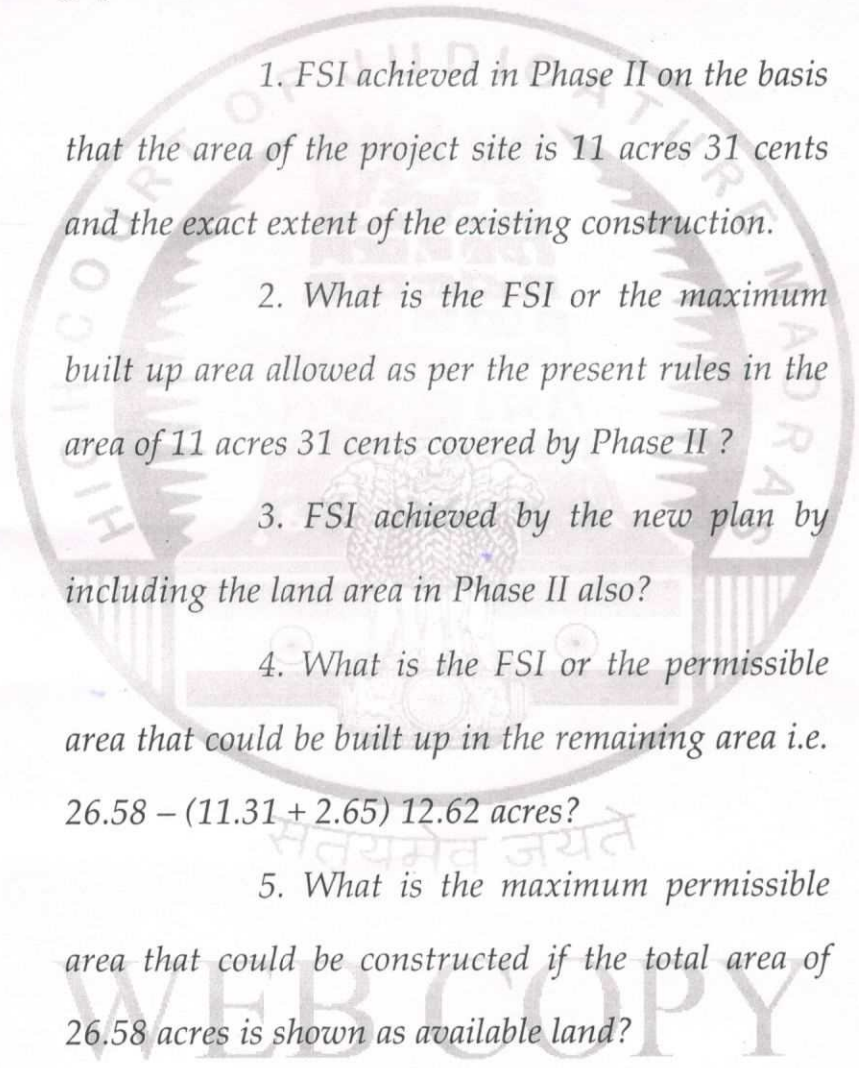 1. FSI achieved in Phase II on the basis
that the area of the project site is 11 acres 31 cents
and the exact extent of the existing construction.
2. What is the FSI or the maximum
built up area allowed as per the present rules in the
area of 11 acres 31 cents covered by Phase II ?
3. FSI achieved by the new plan by
including the land area in Phase II also?
4. What is the FSI or the permissible
area that could be built up in the remaining area i.e.
26.58 – (11.31 + 2.65) 12.62 acres?
5. What is the maximum permissible
area that could be constructed if the total area of
26.58 acres is shown as available land?
HIGH COURT OF JUDICATURE MADRAS
सत्यमेव जयते
WEB COPY